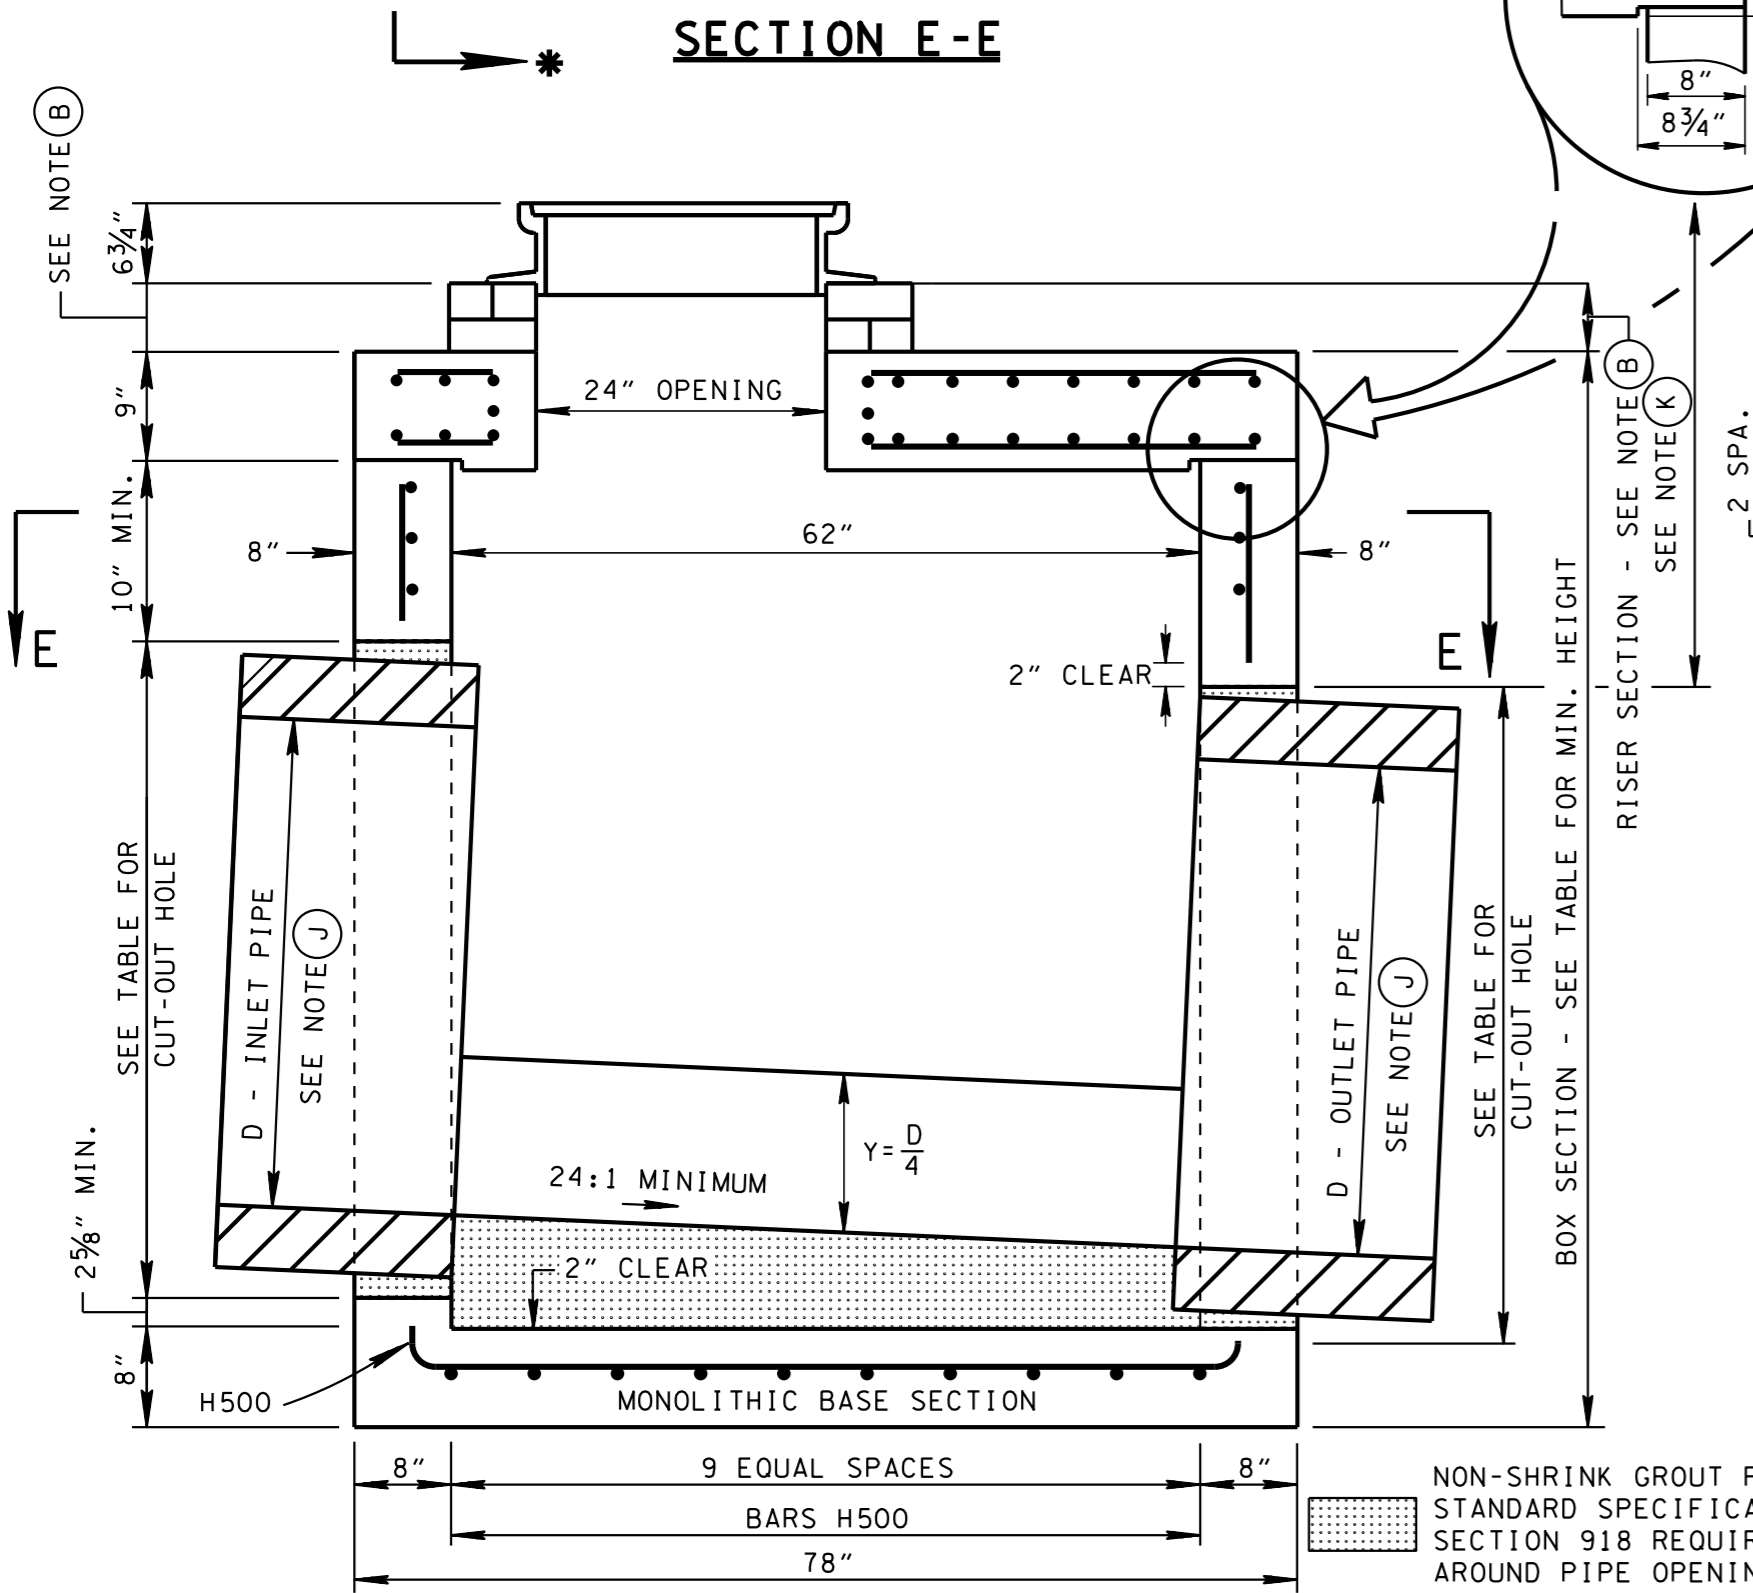 SECTION E-E
*
8"
8¾"
SEE NOTE B
6¾"
9"
24" OPENING
10" MIN.
8"
62"
8"
E
E
2" CLEAR
SEE TABLE FOR
CUT-OUT HOLE
D - INLET PIPE
SEE NOTE J
Y=D/4
24:1 MINIMUM
2" CLEAR
2⅝" MIN.
8"
H500
MONOLITHIC BASE SECTION
D - OUTLET PIPE
SEE NOTE J
SEE TABLE FOR
CUT-OUT HOLE
BOX SECTION - SEE TABLE FOR MIN. HEIGHT
RISER SECTION - SEE NOTE B
SEE NOTE K
2 SPA.
8"
9 EQUAL SPACES
8"
BARS H500
78"
NON-SHRINK GROUT
STANDARD
SECTION 918
AROUND PIPE